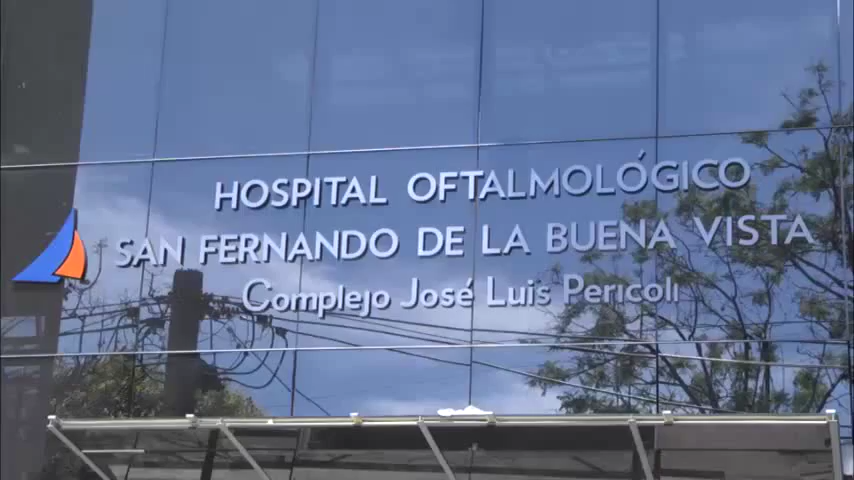 HOSPITAL OFTALMOLÓGICO
SAN FERNANDO DE LA BUENA VISTA
Complejo José Luis Pericoli